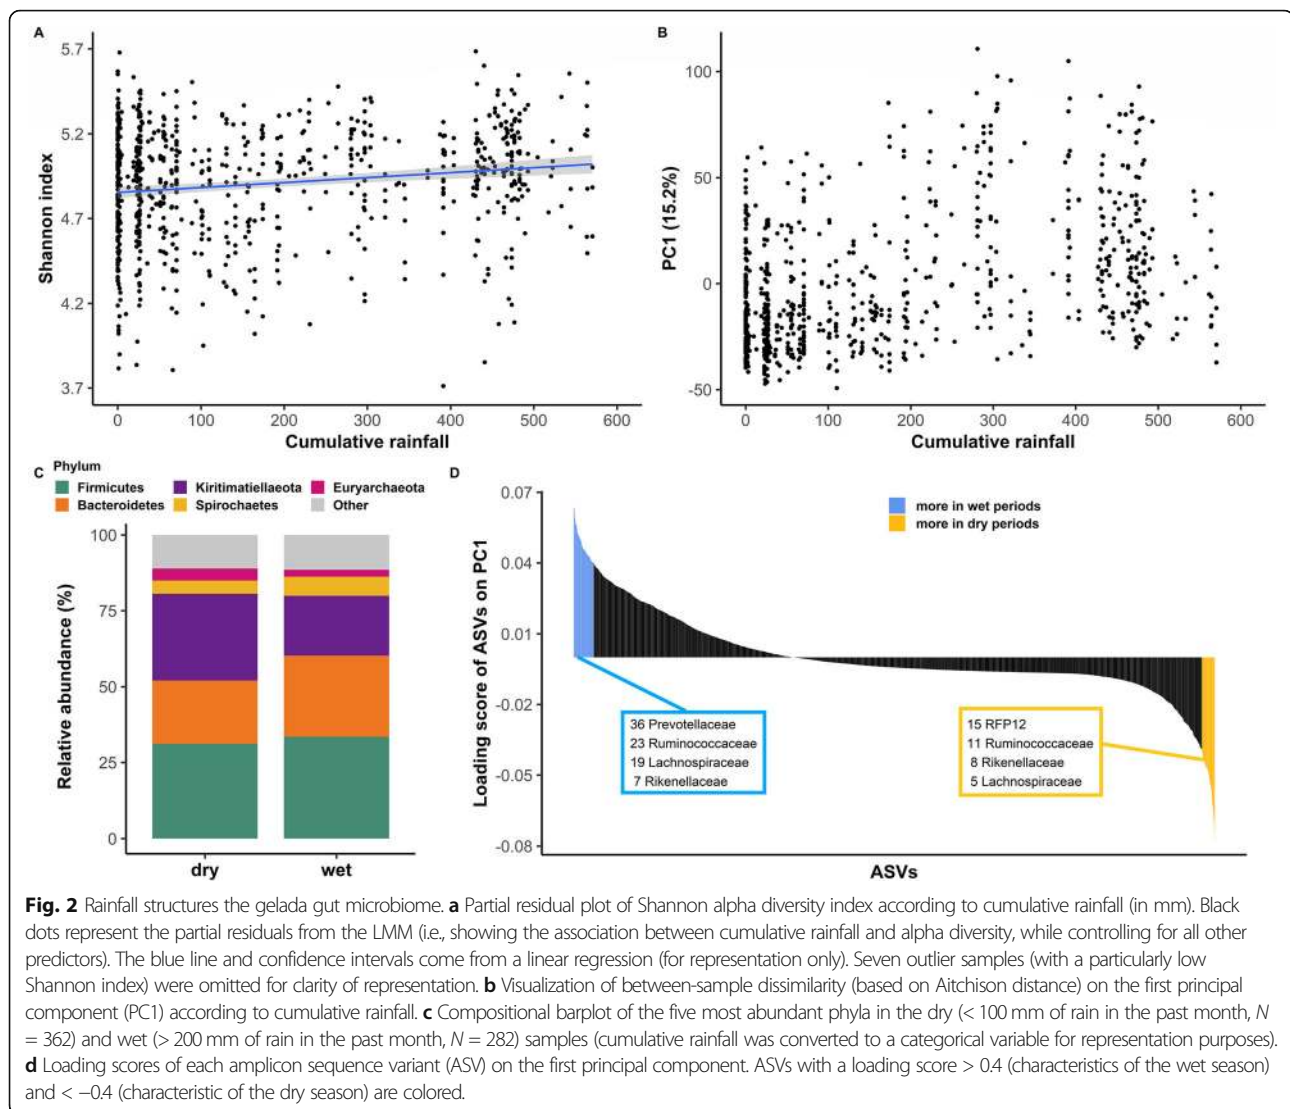 A
5.7
5.2
4.7
4.2
3.7
Shannon index
0 100 200 300 400 500 600
Cumulative rainfall
B
100
50
0
-50
PC1 (15.2%)
0 100 200 300 400 500 600
Cumulative rainfall
C
Phylum
Firmicutes Kiritimatiellaeota Euryarchaeota
Bacteroidetes Spirochaetes Other
100
75
50
25
0
Relative abundance (%)
dry wet
D
0.07
0.04
0.01
-0.02
-0.05
-0.08
Loading score of ASVs on PC1
more in wet periods
more in dry periods
36 Prevotellaceae
23 Ruminococcaceae
19 Lachnospiraceae
7 Rikenellaceae
15 RFP12
11 Ruminococcaceae
8 Rikenellaceae
5 Lachnospiraceae
ASVs
Fig. 2 Rainfall structures the gelada gut microbiome. a Partial residual plot of Shannon alpha diversity index according to cumulative rainfall (in mm). Black
dots represent the partial residuals from the LMM (i.e., showing the association between cumulative rainfall and alpha diversity, while controlling for all other
predictors). The blue line and confidence intervals come from a linear regression (for representation only). Seven outlier samples (with a particularly low
Shannon index) were omitted for clarity of representation. b Visualization of between-sample dissimilarity (based on Aitchison distance) on the first principal
component (PC1) according to cumulative rainfall. c Compositional barplot of the five most abundant phyla in the dry (< 100 mm of rain in the past month, N
= 362) and wet (> 200 mm of rain in the past month, N = 282) samples (cumulative rainfall was converted to a categorical variable for representation purposes).
d Loading scores of each amplicon sequence variant (ASV) on the first principal component. ASVs with a loading score > 0.4 (characteristics of the wet season)
and < −0.4 (characteristic of the dry season) are colored.